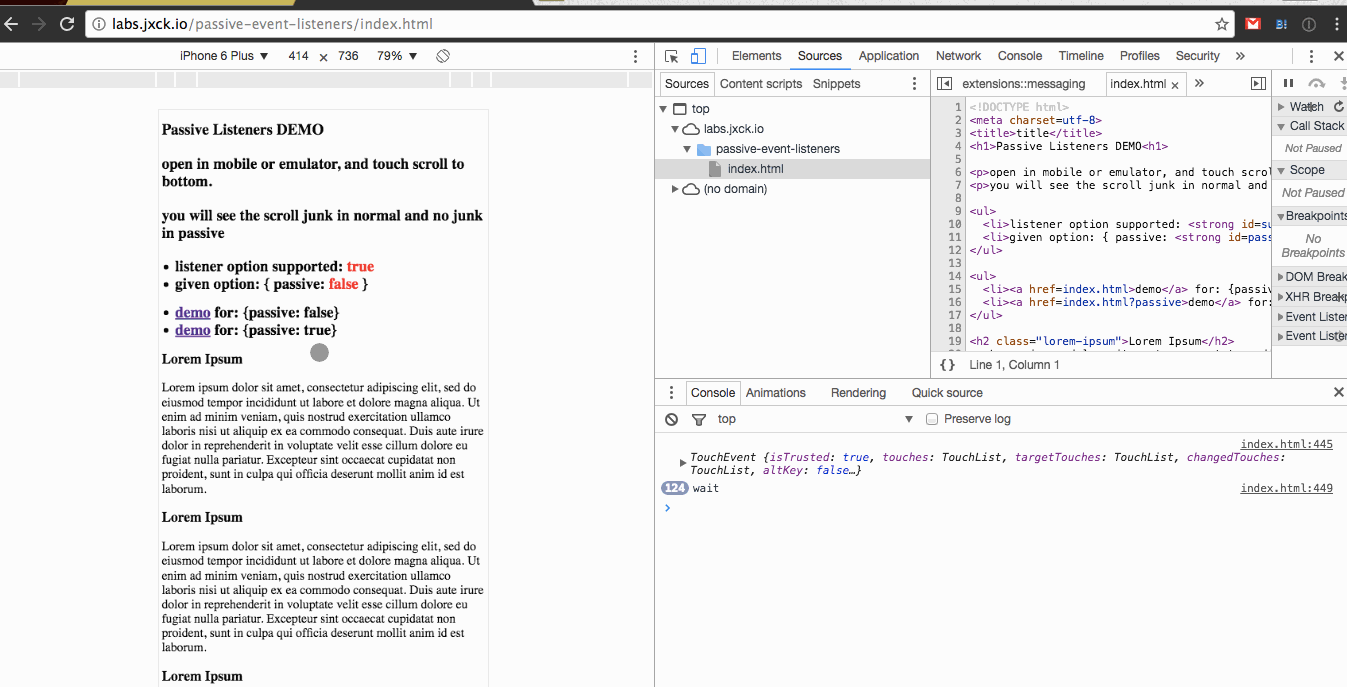 labs.jxck.io/passive-event-listeners/index.html
iPhone 6 Plus 414 x 736 79%
Passive Listeners DEMO
open in mobile or emulator, and touch scroll to
bottom.
you will see the scroll junk in normal and no junk
in passive
• listener option supported: true
• given option: { passive: false }
• demo for: {passive: false}
• demo for: {passive: true}
Lorem Ipsum
Lorem ipsum dolor sit amet, consectetur adipiscing elit, sed do
eiusmod tempor incididunt ut labore et dolore magna aliqua. Ut
enim ad minim veniam, quis nostrud exercitation ullamco
laboris nisi ut aliquip ex ea commodo consequat. Duis aute irure
dolor in reprehenderit in voluptate velit esse cillum dolore eu
fugiat nulla pariatur. Excepteur sint occaecat cupidatat non
proident, sunt in culpa qui officia deserunt mollit anim id est
laborum.
Lorem Ipsum
Lorem ipsum dolor sit amet, consectetur adipiscing elit, sed do
eiusmod tempor incididunt ut labore et dolore magna aliqua. Ut
enim ad minim veniam, quis nostrud exercitation ullamco
laboris nisi ut aliquip ex ea commodo consequat. Duis aute irure
dolor in reprehenderit in voluptate velit esse cillum dolore eu
fugiat nulla pariatur. Excepteur sint occaecat cupidatat non
proident, sunt in culpa qui officia deserunt mollit anim id est
laborum.
Lorem Ipsum
Elements Sources Application Network Console Timeline Profiles Security »
Sources Content scripts Snippets
top
labs.jxck.io
passive-event-listeners
index.html
(no domain)
extensions::messaging index.html × »
1 <!DOCTYPE html>
2 <meta charset=utf-8>
3 <title>title</title>
4 <h1>Passive Listeners DEMO<h1>
5
6 <p>open in mobile or emulator, and touch scrol
7 <p>you will see the scroll junk in normal and
8
9 <ul>
10 <li>listener option supported: <strong id=su
11 <li>given option: { passive: <strong id=pass
12 </ul>
13
14 <ul>
15 <li><a href=index.html>demo</a> for: {passiv
16 <li><a href=index.html?passive>demo</a> for:
17 </ul>
18
19 <h2 class="lorem-ipsum">Lorem Ipsum</h2>
{} Line 1, Column 1
Watch
Call Stack
Not Paused
Scope
Not Paused
Breakpoints
No
Breakpoints
DOM Break
XHR Break
Event Liste
Event Liste
Console Animations Rendering Quick source
top Preserve log
index.html:445
TouchEvent {isTrusted: true, touches: TouchList, targetTouches: TouchList, changedTouches:
TouchList, altKey: false…}
124 wait index.html:449